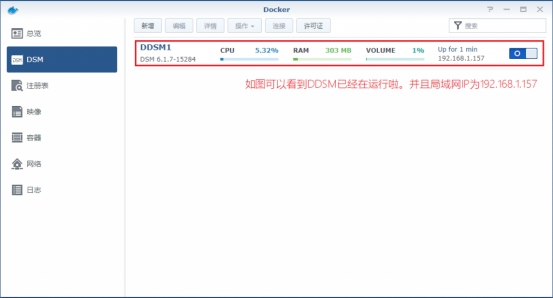 Docker
总览
DSM
DSM
注册表
映像
容器
网络
日志
新增 编辑 详情 操作 连接 许可证 搜索
DDSM1
DSM 6.1.7-15284
CPU 5.32%
RAM 303 MB
VOLUME 1%
Up for 1 min
192.168.1.157
如图可以看到DDSM已经在运行啦。并且局域网IP为192.168.1.157